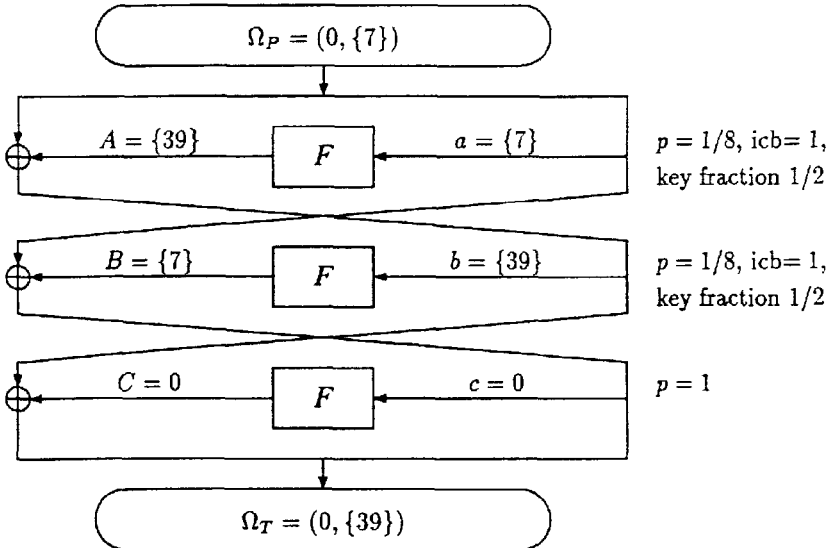 Ω_P = (0, {7})
A = {39} F a = {7} p = 1/8, icb= 1,
key fraction 1/2
B = {7} F b = {39} p = 1/8, icb= 1,
key fraction 1/2
C = 0 F c = 0 p = 1
Ω_T = (0, {39})